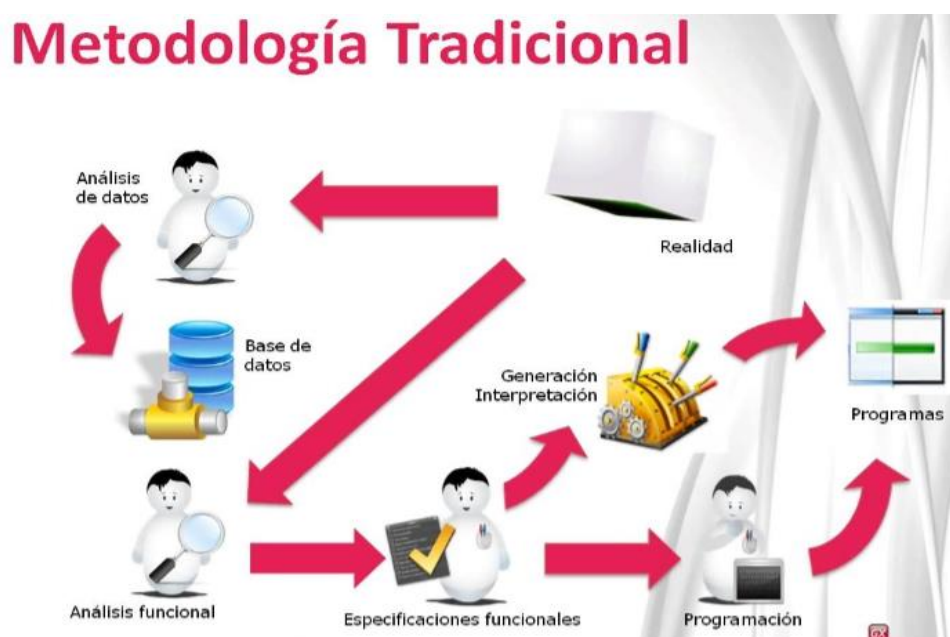 Metodología Tradicional
Análisis
de datos
Realidad
Base de
datos
Generación
Interpretación
Programas
Análisis funcional
Especificaciones funcionales
Programación